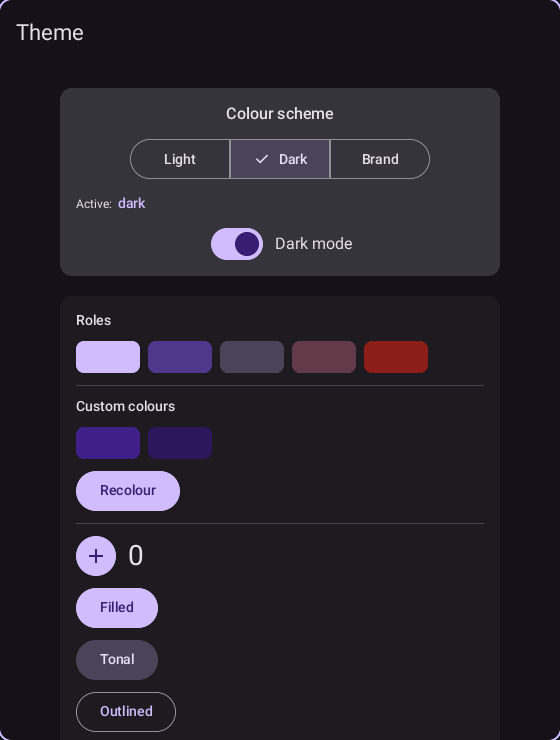 Theme
Colour scheme
Light
Dark
Brand
Active: dark
Dark mode
Roles
Custom colours
Recolour
0
Filled
Tonal
Outlined